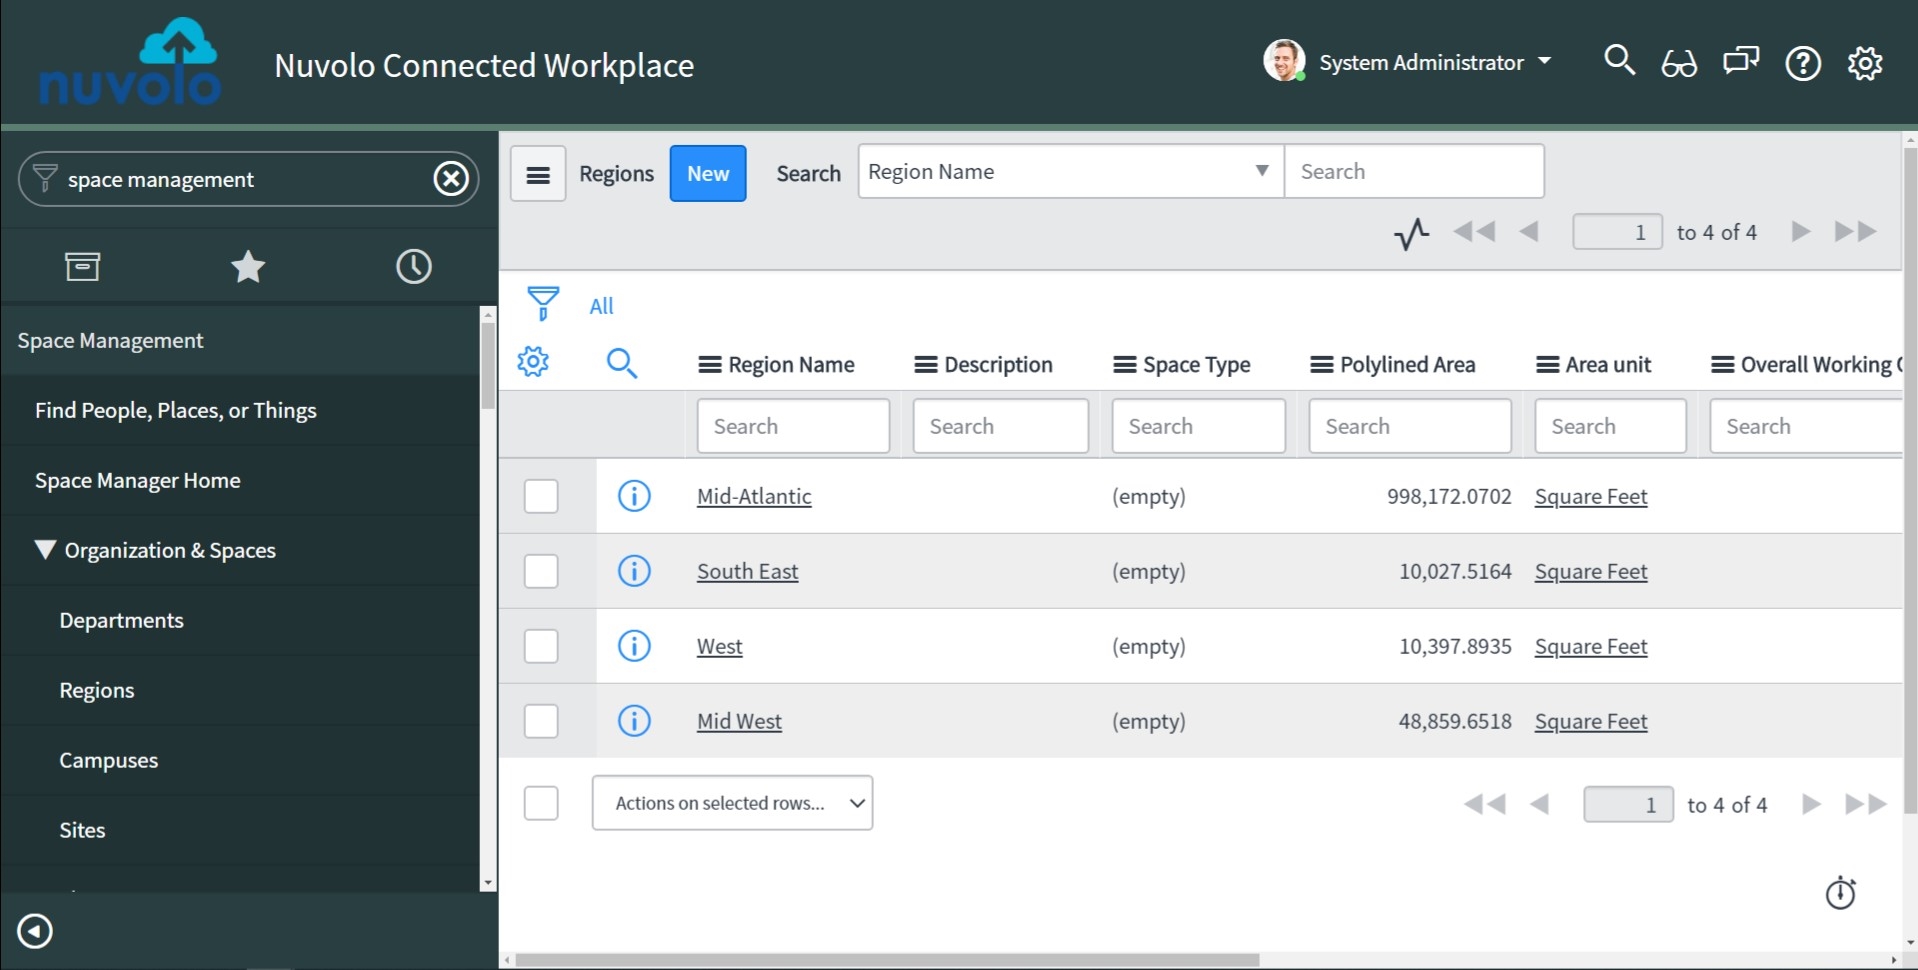 nuvolo
Nuvolo Connected Workplace
System Administrator
space management
Regions New Search Region Name Search
1 to 4 of 4
All
Space Management
Find People, Places, or Things
Space Manager Home
Organization & Spaces
Departments
Regions
Campuses
Sites
Region Name Description Space Type Polylined Area Area unit Overall Working
Search Search Search Search Search Search
Mid-Atlantic (empty) 998,172.0702 Square Feet
South East (empty) 10,027.5164 Square Feet
West (empty) 10,397.8935 Square Feet
Mid West (empty) 48,859.6518 Square Feet
Actions on selected rows... 1 to 4 of 4